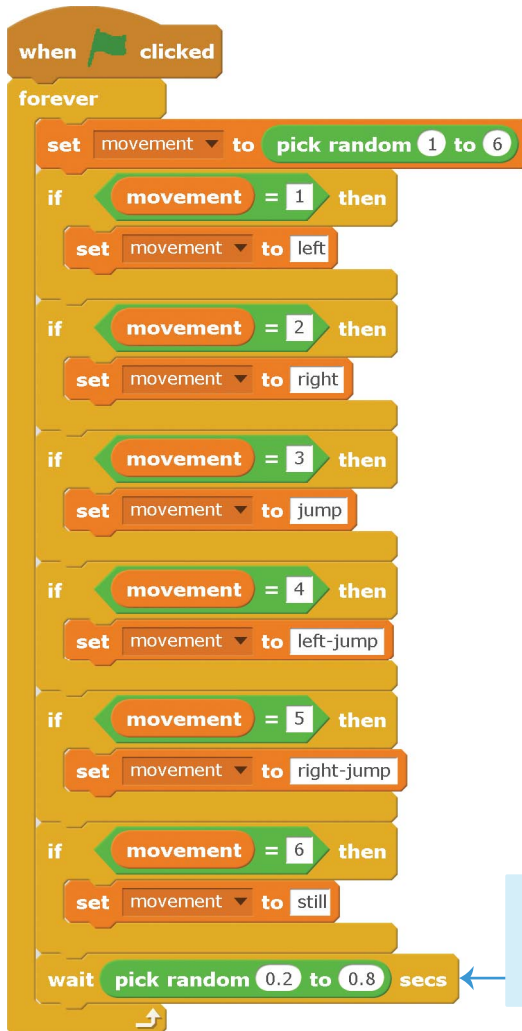 when clicked
forever
set movement to pick random 1 to 6
if movement = 1 then
set movement to left
if movement = 2 then
set movement to right
if movement = 3 then
set movement to jump
if movement = 4 then
set movement to left-jump
if movement = 5 then
set movement to right-jump
if movement = 6 then
set movement to still
wait pick random 0.2 to 0.8 secs